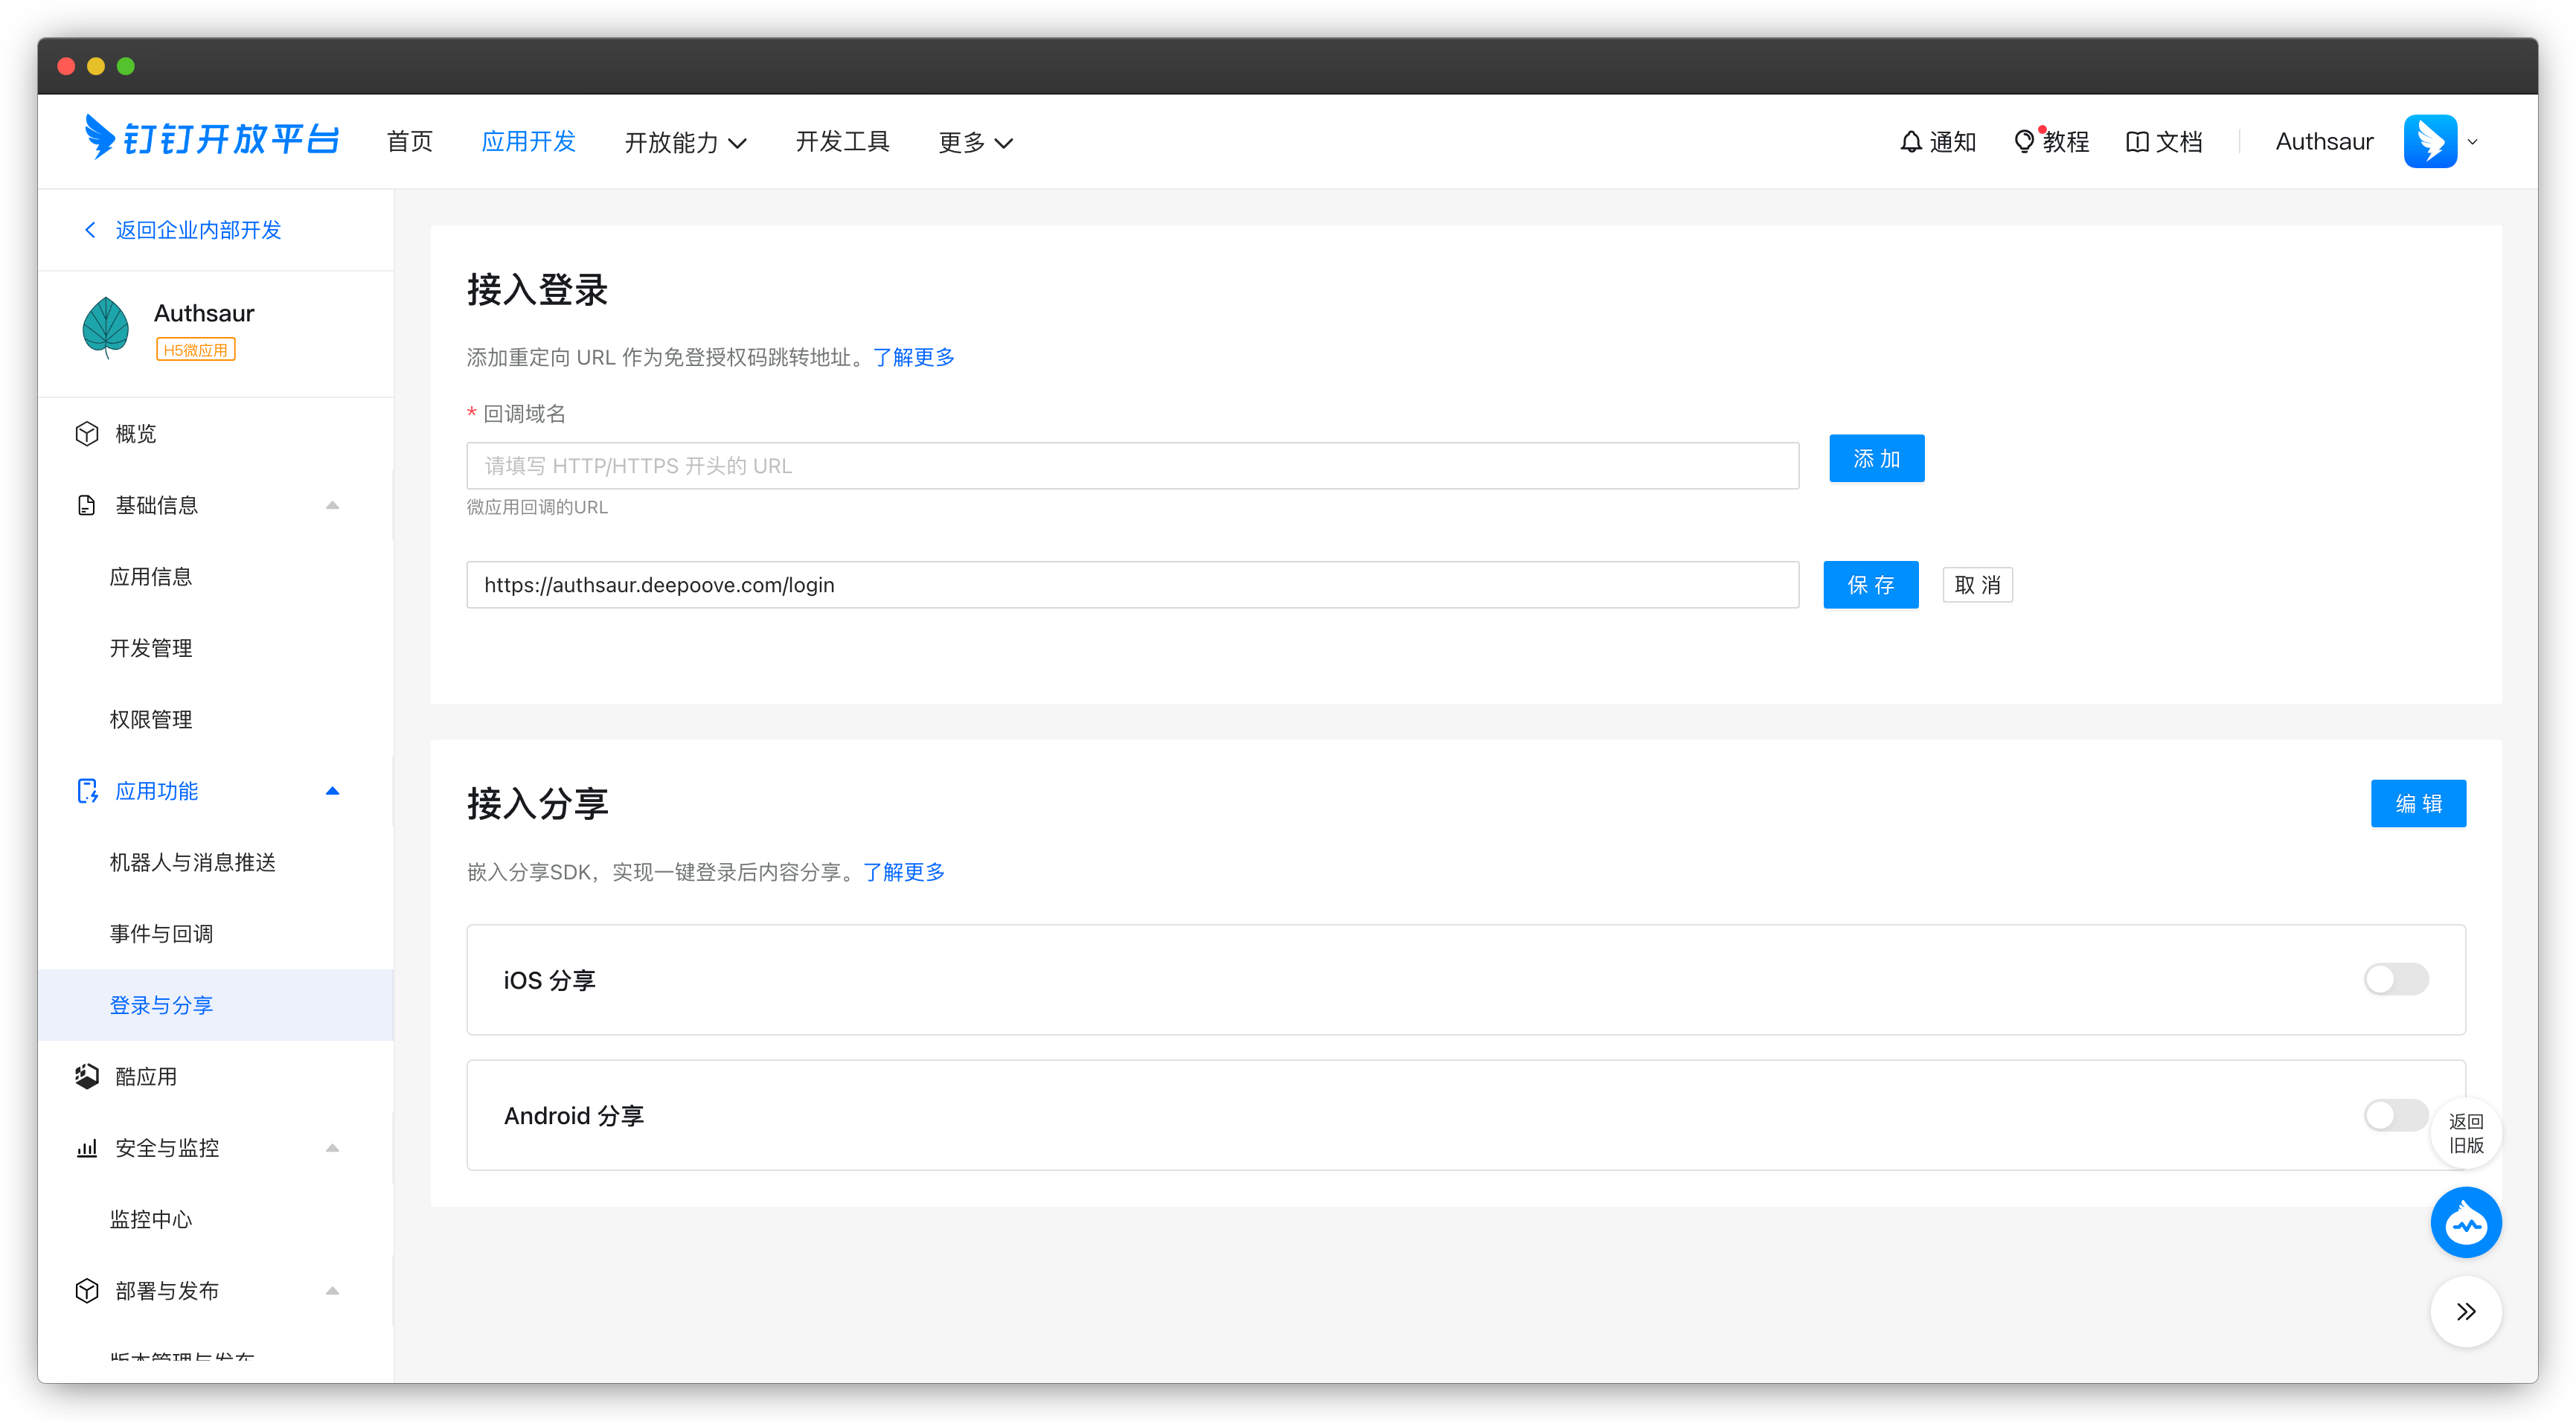 钉钉开放平台 首页 应用开发 开放能力 开发工具 更多 通知 教程 文档 Authsaur
返回企业内部开发
Authsaur
H5微应用
概览
基础信息
应用信息
开发管理
权限管理
应用功能
机器人与消息推送
事件与回调
登录与分享
酷应用
安全与监控
监控中心
部署与发布
版本管理与发布
接入登录
添加重定向 URL 作为免登授权码跳转地址。了解更多
* 回调域名
请填写 HTTP/HTTPS 开头的 URL 添加
微应用回调的URL
https://authsaur.deepoove.com/login 保存 取消
接入分享 编辑
嵌入分享SDK，实现一键登录后内容分享。了解更多
iOS 分享
Android 分享
返回
旧版